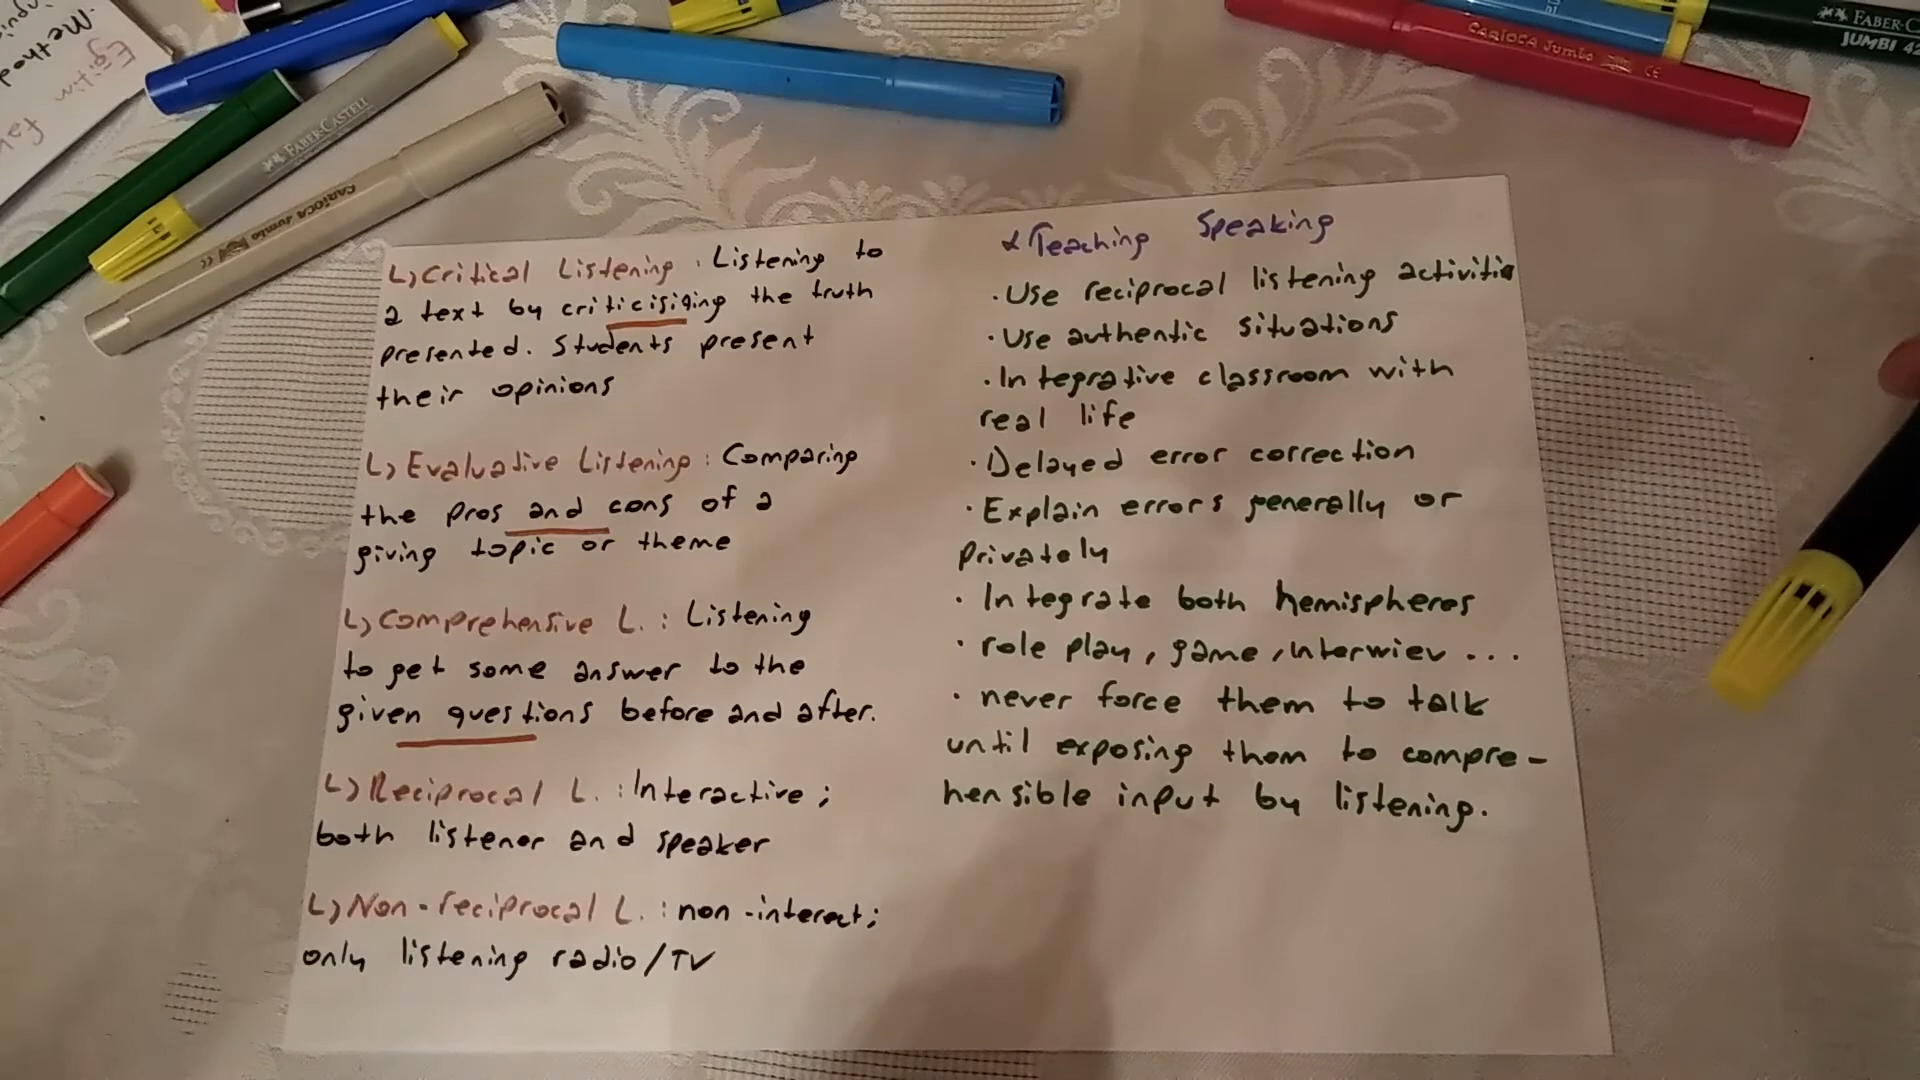 L) Critical Listening : Listening to
a text by criticisiging the truth
presented. Students present
their opinions
L) Evaluative Listening : Comparing
the pros and cons of a
giving topic or theme
L) Comprehensive L. : Listening
to get some answer to the
given questions before and after.
L) Reciprocal L. : Interactive ;
both listener and speaker
L) Non-reciprocal L. : non-interact ;
only listening radio/TV
Teaching Speaking
. Use reciprocal listening
. Use authentic situations
. Integrative classroom with
real life
. Delayed error correction
. Explain errors generally or
privately
. Integrate both hemispheres
. role play, game, interwiev ...
. never force them to talk
until exposing them to compre-
hensible input by listening.
FABER-CASTELL
CARIOCA Jumbo
CARIOCA Jumbo CE
JUMBI
Method
Eğitim